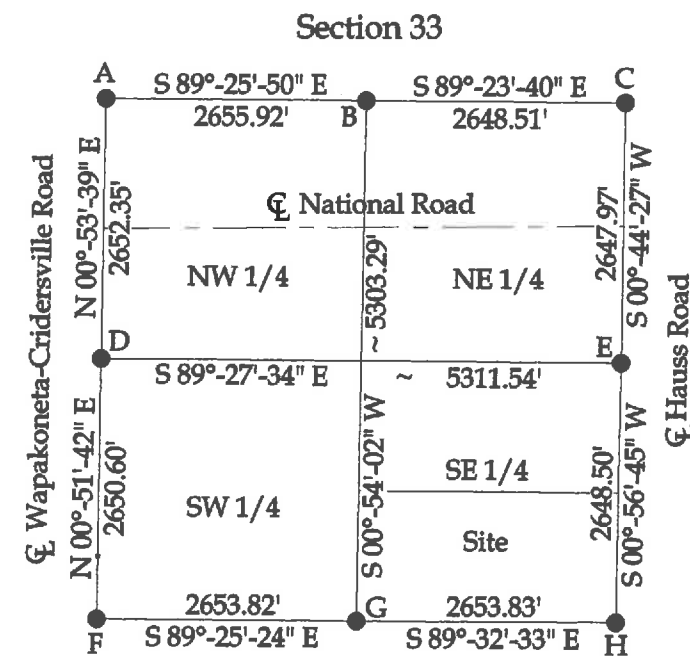 Section 33
A
S 89°-25'-50" E
2655.92'
B
S 89°-23'-40" E
2648.51'
C
℄ Wapakoneta-Cridersville Road
N 00°-53'-39" E
2652.35'
℄ National Road
2647.97'
S 00°-44'-27" W
℄ Hauss Road
NW 1/4
~ 5303.29'
NE 1/4
D
S 89°-27'-34" E ~ 5311.54'
E
N 00°-51'-42" E
2650.60'
SW 1/4
S 00°-54'-02" W
SE 1/4
Site
2648.50'
S 00°-56'-45" W
F
2653.82'
S 89°-25'-24" E
G
2653.83'
S 89°-32'-33" E
H